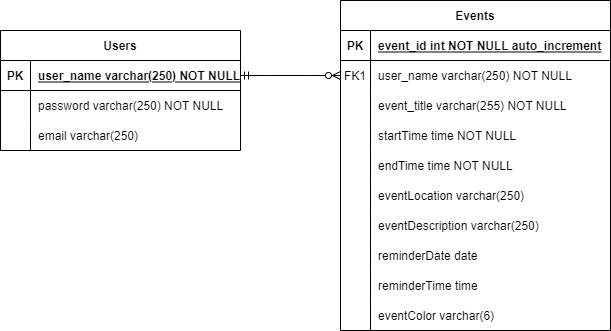 Users
PK user_name varchar(250) NOT NULL
password varchar(250) NOT NULL
email varchar(250)
Events
PK event_id int NOT NULL auto_increment
FK1 user_name varchar(250) NOT NULL
event_title varchar(255) NOT NULL
startTime time NOT NULL
endTime time NOT NULL
eventLocation varchar(250)
eventDescription varchar(250)
reminderDate date
reminderTime time
eventColor varchar(6)